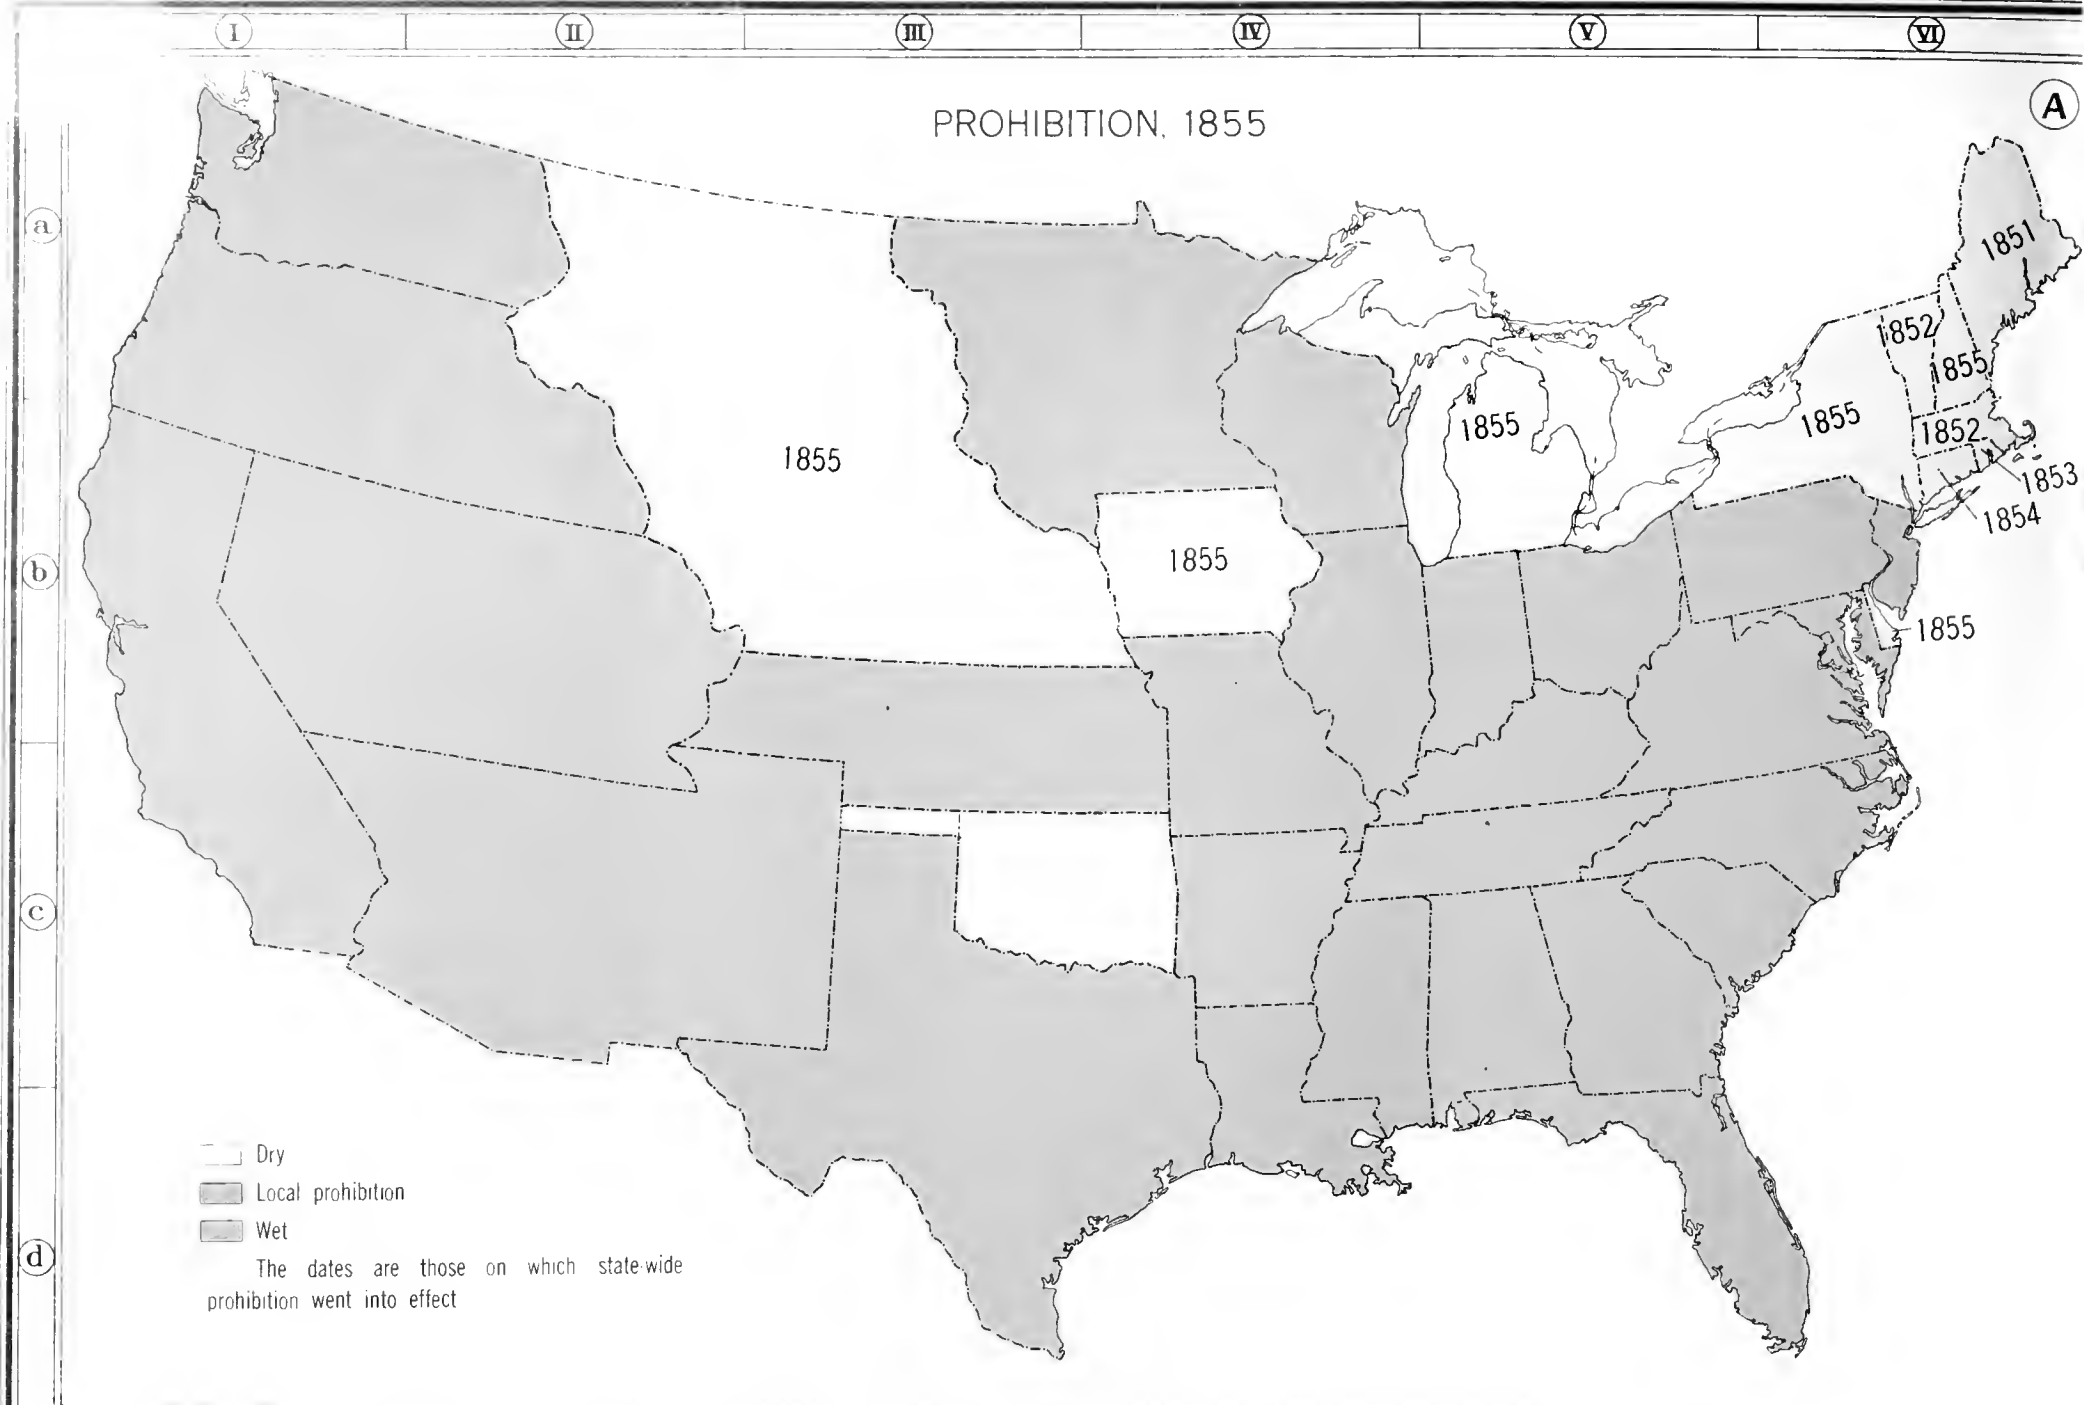 I II III IV V VI
A
PROHIBITION, 1855
a
1851
1852
1855
1855
1855
1855
1852
1853
1854
b
1855
1855
c
Dry
Local prohibition
Wet
d
The dates are those on which state-wide
prohibition went into effect